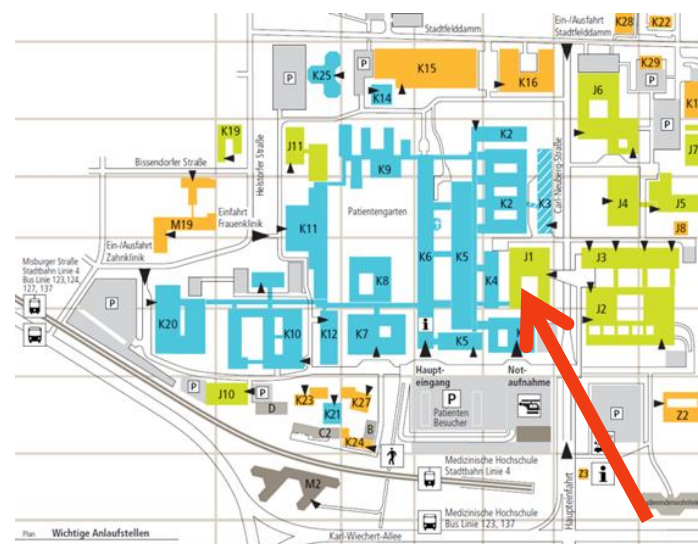 Ein-/Ausfahrt
Stadtfelddamm
K28
K22
Stadtfelddamm
K29
P
K15
K16
P
P
K25
K14
J6
P
K19
J11
K2
Bissendorfer Straße
Helstorfer Straße
K9
Carl-Neuberg-Straße
K2
K3
J4
J5
Patientengarten
M19
Einfahrt
Frauenklinik
K11
K6
K5
J8
Ein-/Ausfahrt
Zahnklinik
Misburger Straße
Stadtbahn Linie 4
Bus Linie 123,124,
127, 137
J1
J3
K8
K4
P
K20
K10
K12
K7
i
K5
J2
Haupt-
eingang
Not-
aufnahme
J10
P
P
D
K23
K27
K21
C2
B
K24
P
Patienten
Besucher
P
Z2
M2
Medizinische Hochschule
Stadtbahn Linie 4
Z3
i
Haupteinfahrt
Medizinische Hochschule
Bus Linie 123, 137
Plan
Wichtige Anlaufstellen
Karl-Wiechert-Allee